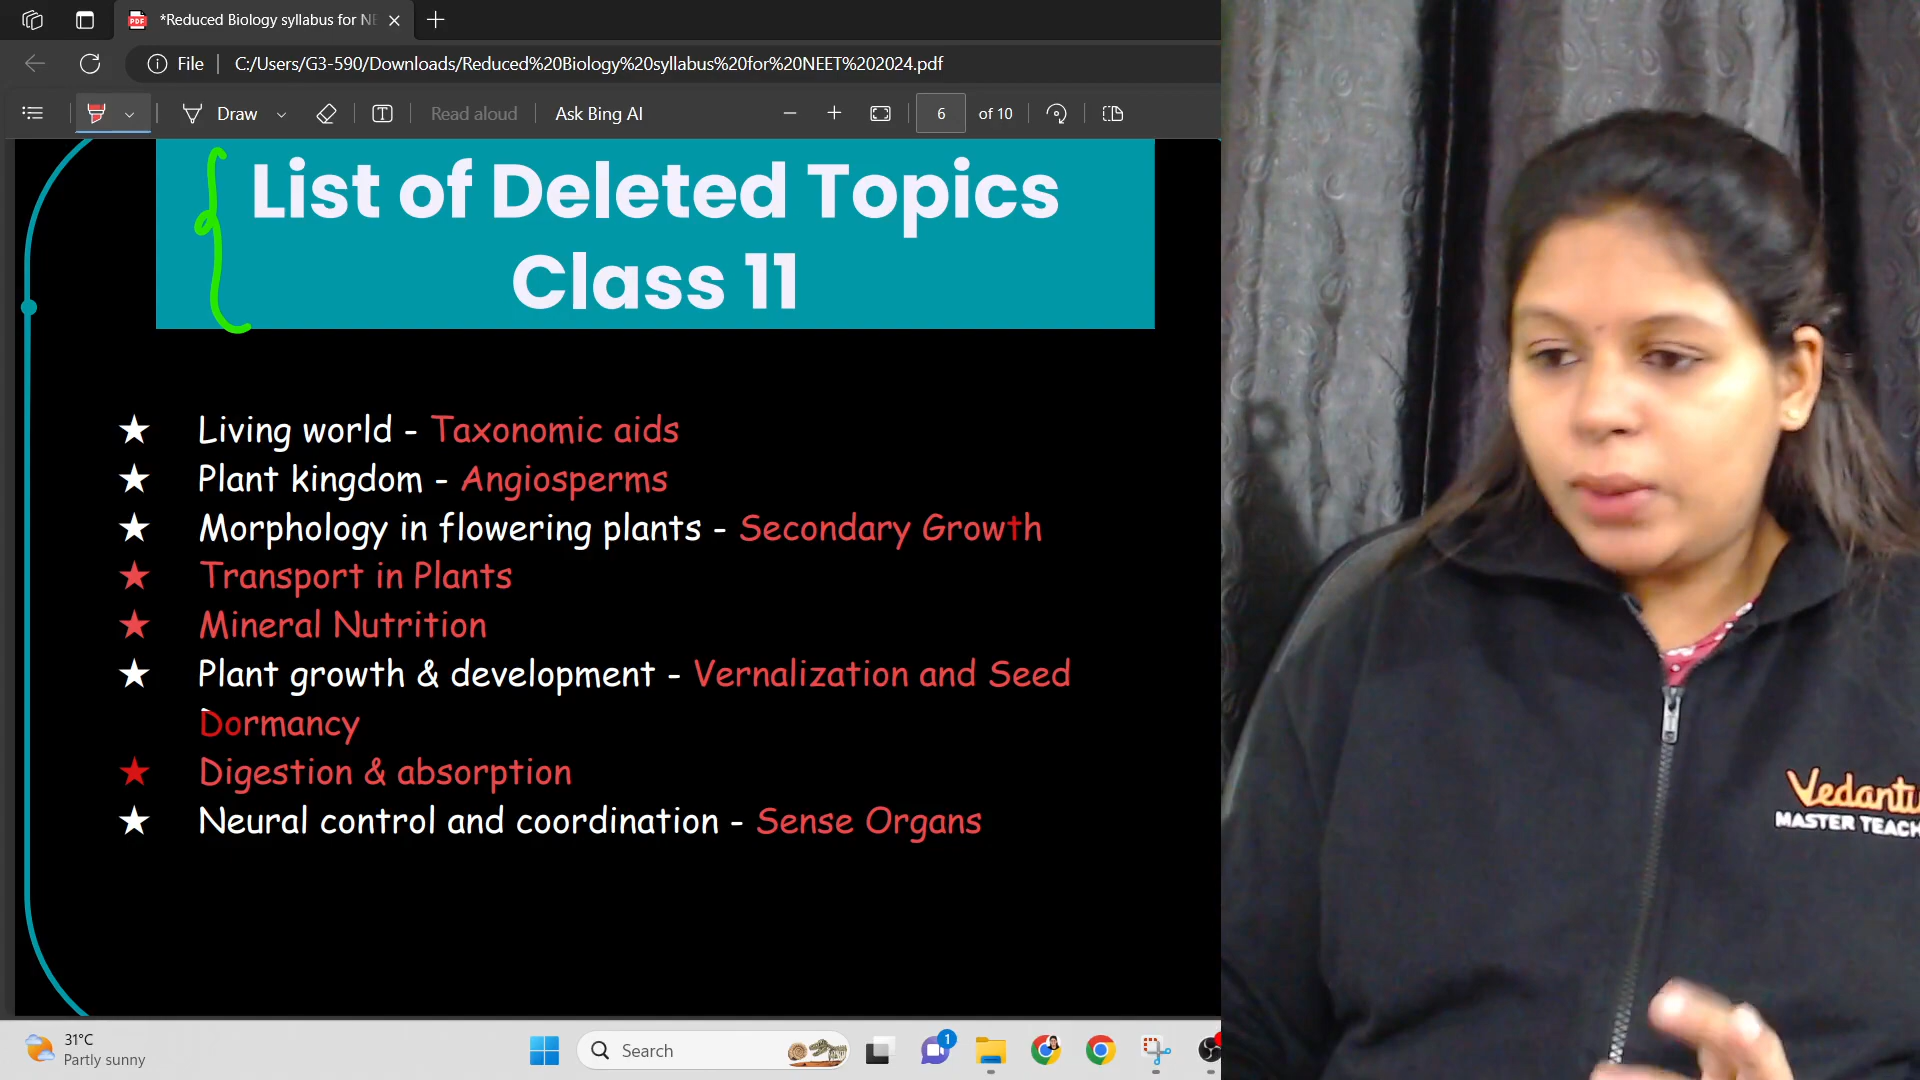 *Reduced Biology syllabus for NE
File
C:/Users/G3-590/Downloads/Reduced%20Biology%20syllabus%20for%20NEET%202024.pdf
Draw
Read aloud
Ask Bing AI
6
of 10
List of Deleted Topics
Class 11
★ Living world - Taxonomic aids
★ Plant kingdom - Angiosperms
★ Morphology in flowering plants - Secondary Growth
★ Transport in Plants
★ Mineral Nutrition
★ Plant growth & development - Vernalization and Seed
Dormancy
★ Digestion & absorption
★ Neural control and coordination - Sense Organs
Vedantu
MASTER TEACH
31°C
Partly sunny
Search
1